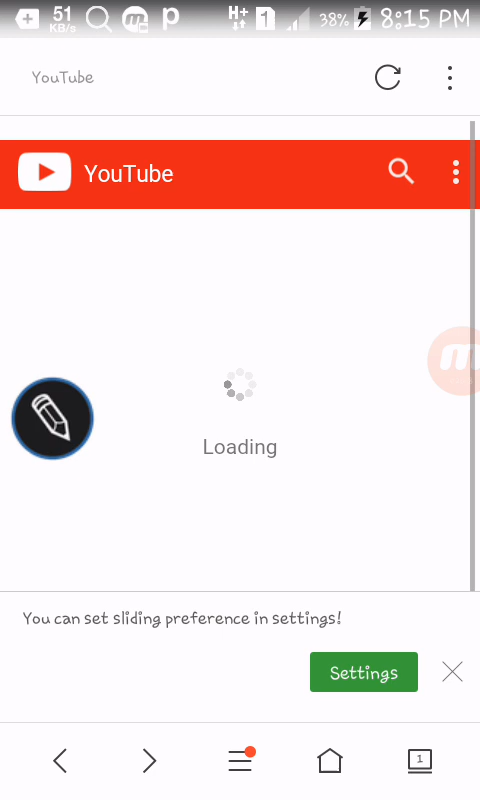 51
KB/s
H+
1
38%
8:15 PM
YouTube
YouTube
Loading
You can set sliding preference in settings!
Settings
1